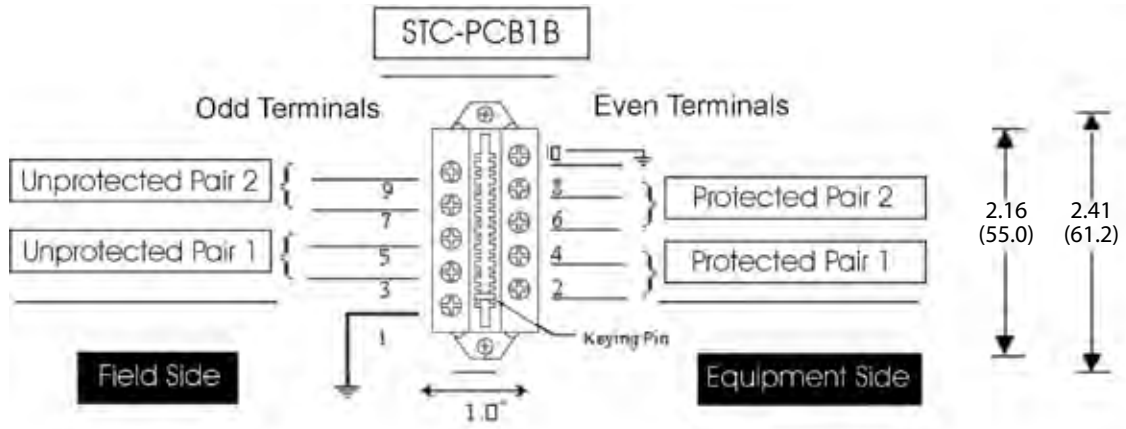 STC-PCB1B
Odd Terminals
Even Terminals
Unprotected Pair 2
9
7
Unprotected Pair 1
5
3
1
10
8
6
4
2
Protected Pair 2
Protected Pair 1
2.16
(55.0)
2.41
(61.2)
Keying Pin
Field Side
Equipment Side
1.0"